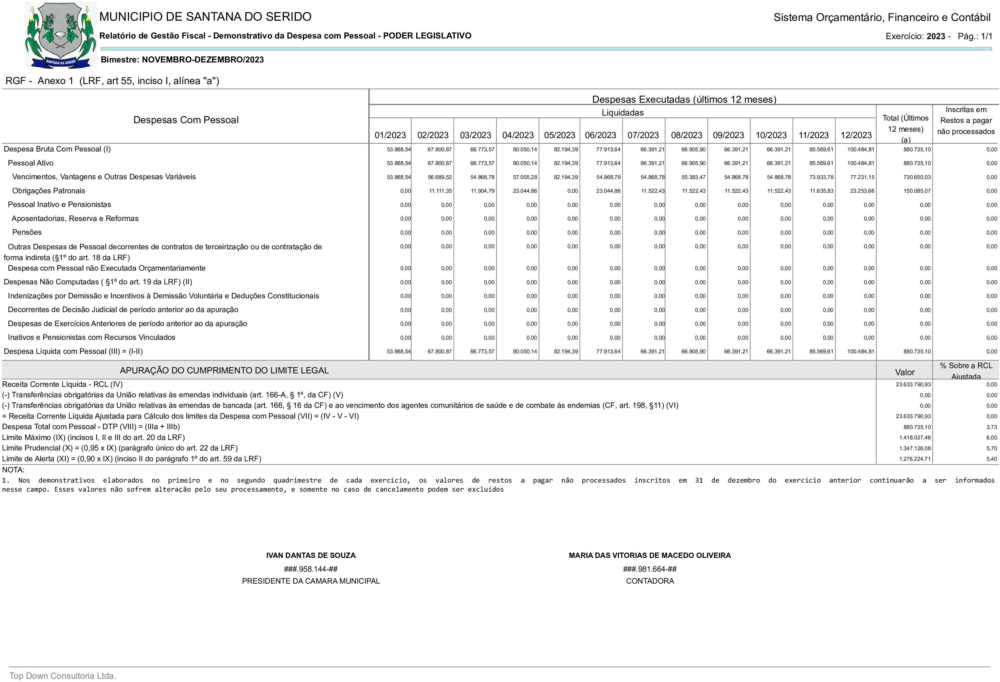 SANTANA DO SERIDO
MUNICIPIO DE SANTANA DO SERIDO
Sistema Orçamentário, Financeiro e Contábil
Relatório de Gestão Fiscal - Demonstrativo da Despesa com Pessoal - PODER LEGISLATIVO
Exercício: 2023 - Pág.: 1/1
Bimestre: NOVEMBRO-DEZEMBRO/2023
RGF - Anexo 1 (LRF, art 55, inciso I, alínea "a")
Despesas Com Pessoal
Despesas Executadas (últimos 12 meses)
Liquidadas
Total (Últimos 12 meses) (a)
Inscritas em Restos a pagar não processados
01/2023 02/2023 03/2023 04/2023 05/2023 06/2023 07/2023 08/2023 09/2023 10/2023 11/2023 12/2023
Despesa Bruta Com Pessoal (I) 53.868,54 67.800,87 66.773,57 80.050,14 82.194,39 77.913,64 66.391,21 66.905,90 66.391,21 66.391,21 85.569,61 100.484,81 880.735,10 0,00
Pessoal Ativo 53.868,54 67.800,87 66.773,57 80.050,14 82.194,39 77.913,64 66.391,21 66.905,90 66.391,21 66.391,21 85.569,61 100.484,81 880.735,10 0,00
Vencimentos, Vantagens e Outras Despesas Variáveis 53.868,54 56.689,52 54.868,78 57.005,28 82.194,39 54.868,78 54.868,78 55.383,47 54.868,78 54.868,78 73.933,78 77.231,15 730.650,03 0,00
Obrigações Patronais 0,00 11.111,35 11.904,79 23.044,86 0,00 23.044,86 11.522,43 11.522,43 11.522,43 11.522,43 11.635,83 23.253,66 150.085,07 0,00
Pessoal Inativo e Pensionistas 0,00 0,00 0,00 0,00 0,00 0,00 0,00 0,00 0,00 0,00 0,00 0,00 0,00 0,00
Aposentadorias, Reserva e Reformas 0,00 0,00 0,00 0,00 0,00 0,00 0,00 0,00 0,00 0,00 0,00 0,00 0,00 0,00
Pensões 0,00 0,00 0,00 0,00 0,00 0,00 0,00 0,00 0,00 0,00 0,00 0,00 0,00 0,00
Outras Despesas de Pessoal decorrentes de contratos de terceirização ou de contratação de 0,00 0,00 0,00 0,00 0,00 0,00 0,00 0,00 0,00 0,00 0,00 0,00 0,00 0,00
forma indireta (§1º do art. 18 da LRF)
Despesa com Pessoal não Executada Orçamentariamente 0,00 0,00 0,00 0,00 0,00 0,00 0,00 0,00 0,00 0,00 0,00 0,00 0,00 0,00
Despesas Não Computadas ( §1º do art. 19 da LRF) (II) 0,00 0,00 0,00 0,00 0,00 0,00 0,00 0,00 0,00 0,00 0,00 0,00 0,00 0,00
Indenizações por Demissão e Incentivos à Demissão Voluntária e Deduções Constitucionais 0,00 0,00 0,00 0,00 0,00 0,00 0,00 0,00 0,00 0,00 0,00 0,00 0,00 0,00
Decorrentes de Decisão Judicial de período anterior ao da apuração 0,00 0,00 0,00 0,00 0,00 0,00 0,00 0,00 0,00 0,00 0,00 0,00 0,00 0,00
Despesas de Exercícios Anteriores de período anterior ao da apuração 0,00 0,00 0,00 0,00 0,00 0,00 0,00 0,00 0,00 0,00 0,00 0,00 0,00 0,00
Inativos e Pensionistas com Recursos Vinculados 0,00 0,00 0,00 0,00 0,00 0,00 0,00 0,00 0,00 0,00 0,00 0,00 0,00 0,00
Despesa Líquida com Pessoal (III) = (I-II) 53.868,54 67.800,87 66.773,57 80.050,14 82.194,39 77.913,64 66.391,21 66.905,90 66.391,21 66.391,21 85.569,61 100.484,81 880.735,10 0,00
APURAÇÃO DO CUMPRIMENTO DO LIMITE LEGAL Valor % Sobre a RCL Ajustada
Receita Corrente Líquida - RCL (IV) 23.633.790,93 0,00
(-) Transferências obrigatórias da União relativas às emendas individuais (art. 166-A, § 1º, da CF) (V) 0,00 0,00
(-) Transferências obrigatórias da União relativas às emendas de bancada (art. 166, § 16 da CF) e ao vencimento dos agentes comunitários de saúde e de combate às endemias (CF, art. 198, §11) (VI) 0,00 0,00
= Receita Corrente Líquida Ajustada para Cálculo dos limites da Despesa com Pessoal (VII) = (IV - V - VI) 23.633.790,93 0,00
Despesa Total com Pessoal - DTP (VIII) = (IIIa + IIIb) 880.735,10 3,73
Limite Máximo (IX) (incisos I, II e III do art. 20 da LRF) 1.418.027,46 6,00
Limite Prudencial (X) = (0,95 x IX) (parágrafo único do art. 22 da LRF) 1.347.126,08 5,70
Limite de Alerta (XI) = (0,90 x IX) (inciso II do parágrafo 1º do art. 59 da LRF) 1.276.224,71 5,40
NOTA:
1. Nos demonstrativos elaborados no primeiro e no segundo quadrimestre de cada exercício, os valores de restos a pagar não processados inscritos em 31 de dezembro do exercício anterior continuarão a ser informados
nesse campo. Esses valores não sofrem alteração pelo seu processamento, e somente no caso de cancelamento podem ser excluídos
IVAN DANTAS DE SOUZA
###.958.144-##
PRESIDENTE DA CAMARA MUNICIPAL
MARIA DAS VITORIAS DE MACEDO OLIVEIRA
###.981.664-##
CONTADORA
Top Down Consultoria Ltda.